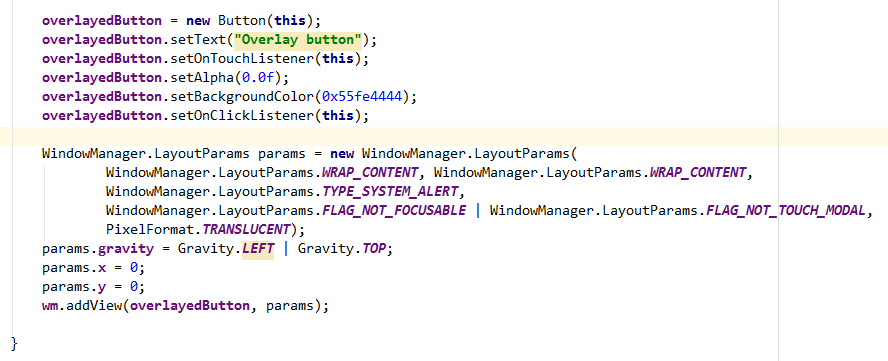 overlayedButton = new Button(this);
overlayedButton.setText("Overlay button");
overlayedButton.setOnTouchListener(this);
overlayedButton.setAlpha(0.0f);
overlayedButton.setBackgroundColor(0x55fe4444);
overlayedButton.setOnClickListener(this);
WindowManager.LayoutParams params = new WindowManager.LayoutParams(
WindowManager.LayoutParams.WRAP_CONTENT, WindowManager.LayoutParams.WRAP_CONTENT,
WindowManager.LayoutParams.TYPE_SYSTEM_ALERT,
WindowManager.LayoutParams.FLAG_NOT_FOCUSABLE | WindowManager.LayoutParams.FLAG_NOT_TOUCH_MODAL,
PixelFormat.TRANSLUCENT);
params.gravity = Gravity.LEFT | Gravity.TOP;
params.x = 0;
params.y = 0;
wm.addView(overlayedButton, params);
}